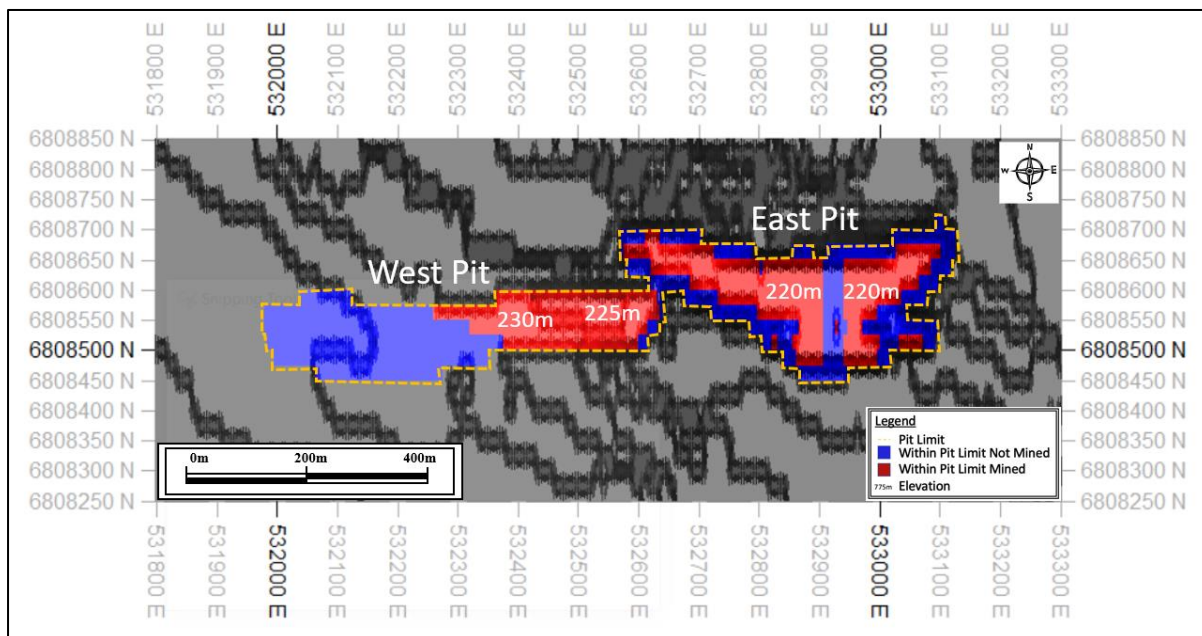 531800 E
531900 E
532000 E
532100 E
532200 E
532300 E
532400 E
532500 E
532600 E
532700 E
532800 E
532900 E
533000 E
533100 E
533200 E
533300 E
6808850 N
6808800 N
6808750 N
6808700 N
6808650 N
6808600 N
6808550 N
6808500 N
6808450 N
6808400 N
6808350 N
6808300 N
6808250 N
N
W E
S
East Pit
West Pit
220m 220m
230m 225m
0m 200m 400m
Legend
Pit Limit
Within Pit Limit Not Mined
Within Pit Limit Mined
775m Elevation
6808850 N
6808800 N
6808750 N
6808700 N
6808650 N
6808600 N
6808550 N
6808500 N
6808450 N
6808400 N
6808350 N
6808300 N
6808250 N
531800 E
531900 E
532000 E
532100 E
532200 E
532300 E
532400 E
532500 E
532600 E
532700 E
532800 E
532900 E
533000 E
533100 E
533200 E
533300 E